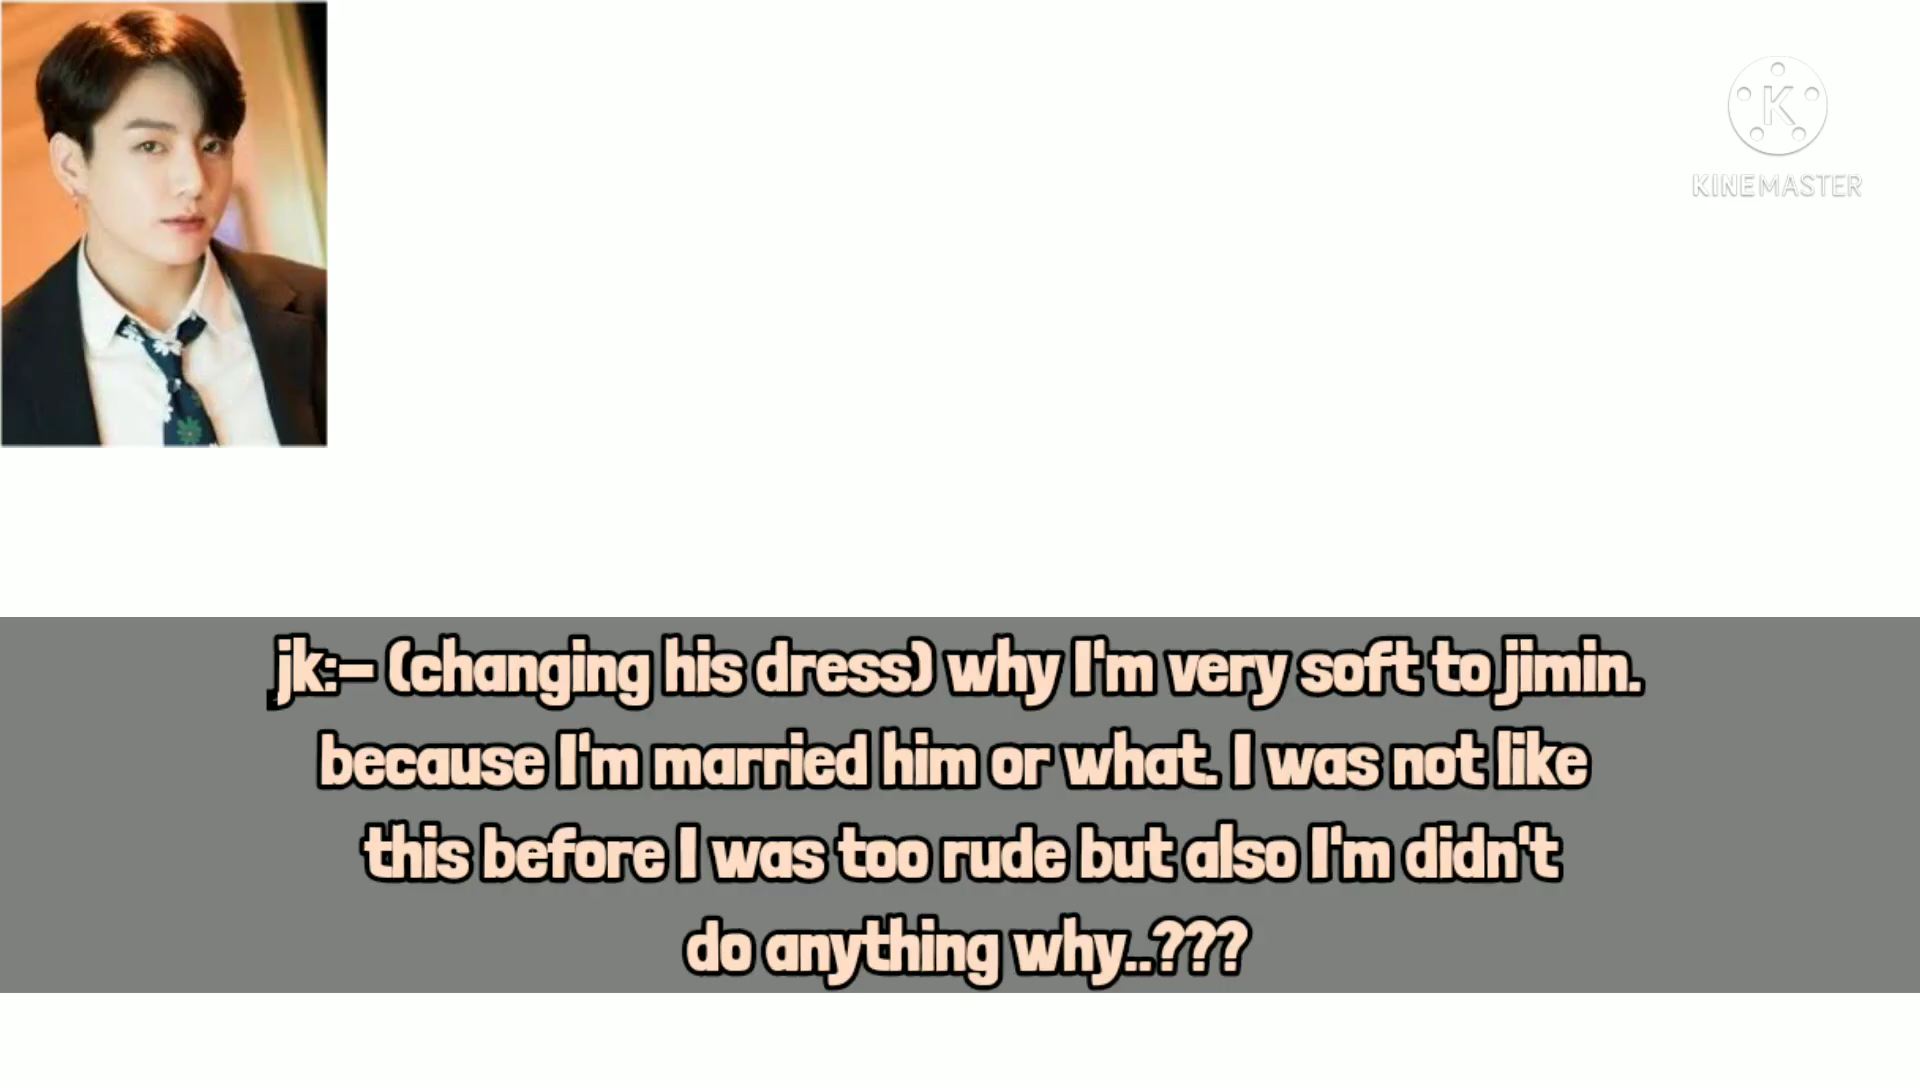 K
KINEMASTER
jk:- (changing his dress) why I'm very soft to jimin.
because I'm married him or what. I was not like
this before I was too rude but also I'm didn't
do anything why..???